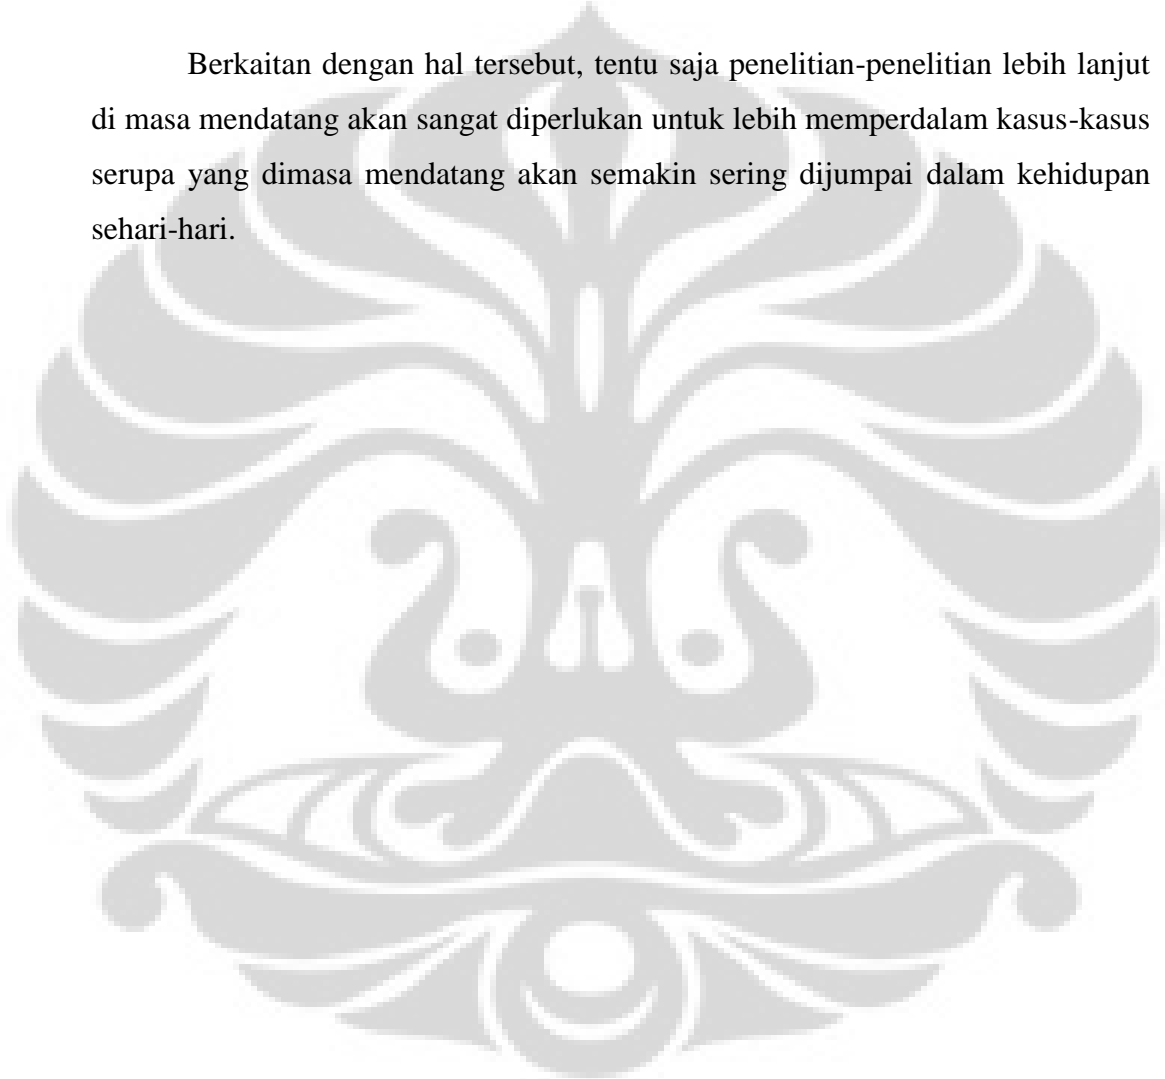 Berkaitan dengan hal tersebut, tentu saja penelitian-penelitian lebih lanjut
di masa mendatang akan sangat diperlukan untuk lebih memperdalam kasus-kasus
serupa yang dimasa mendatang akan semakin sering dijumpai dalam kehidupan
sehari-hari.